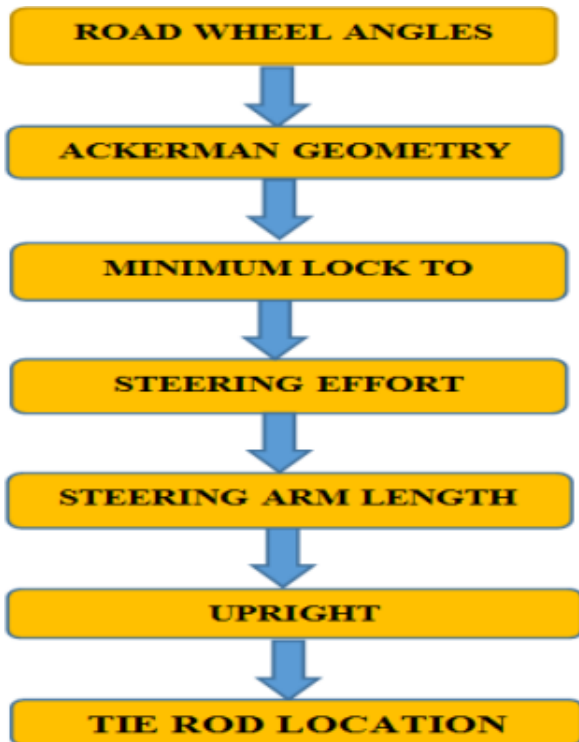 ROAD WHEEL ANGLES
ACKERMAN GEOMETRY
MINIMUM LOCK TO
STEERING EFFORT
STEERING ARM LENGTH
UPRIGHT
TIE ROD LOCATION